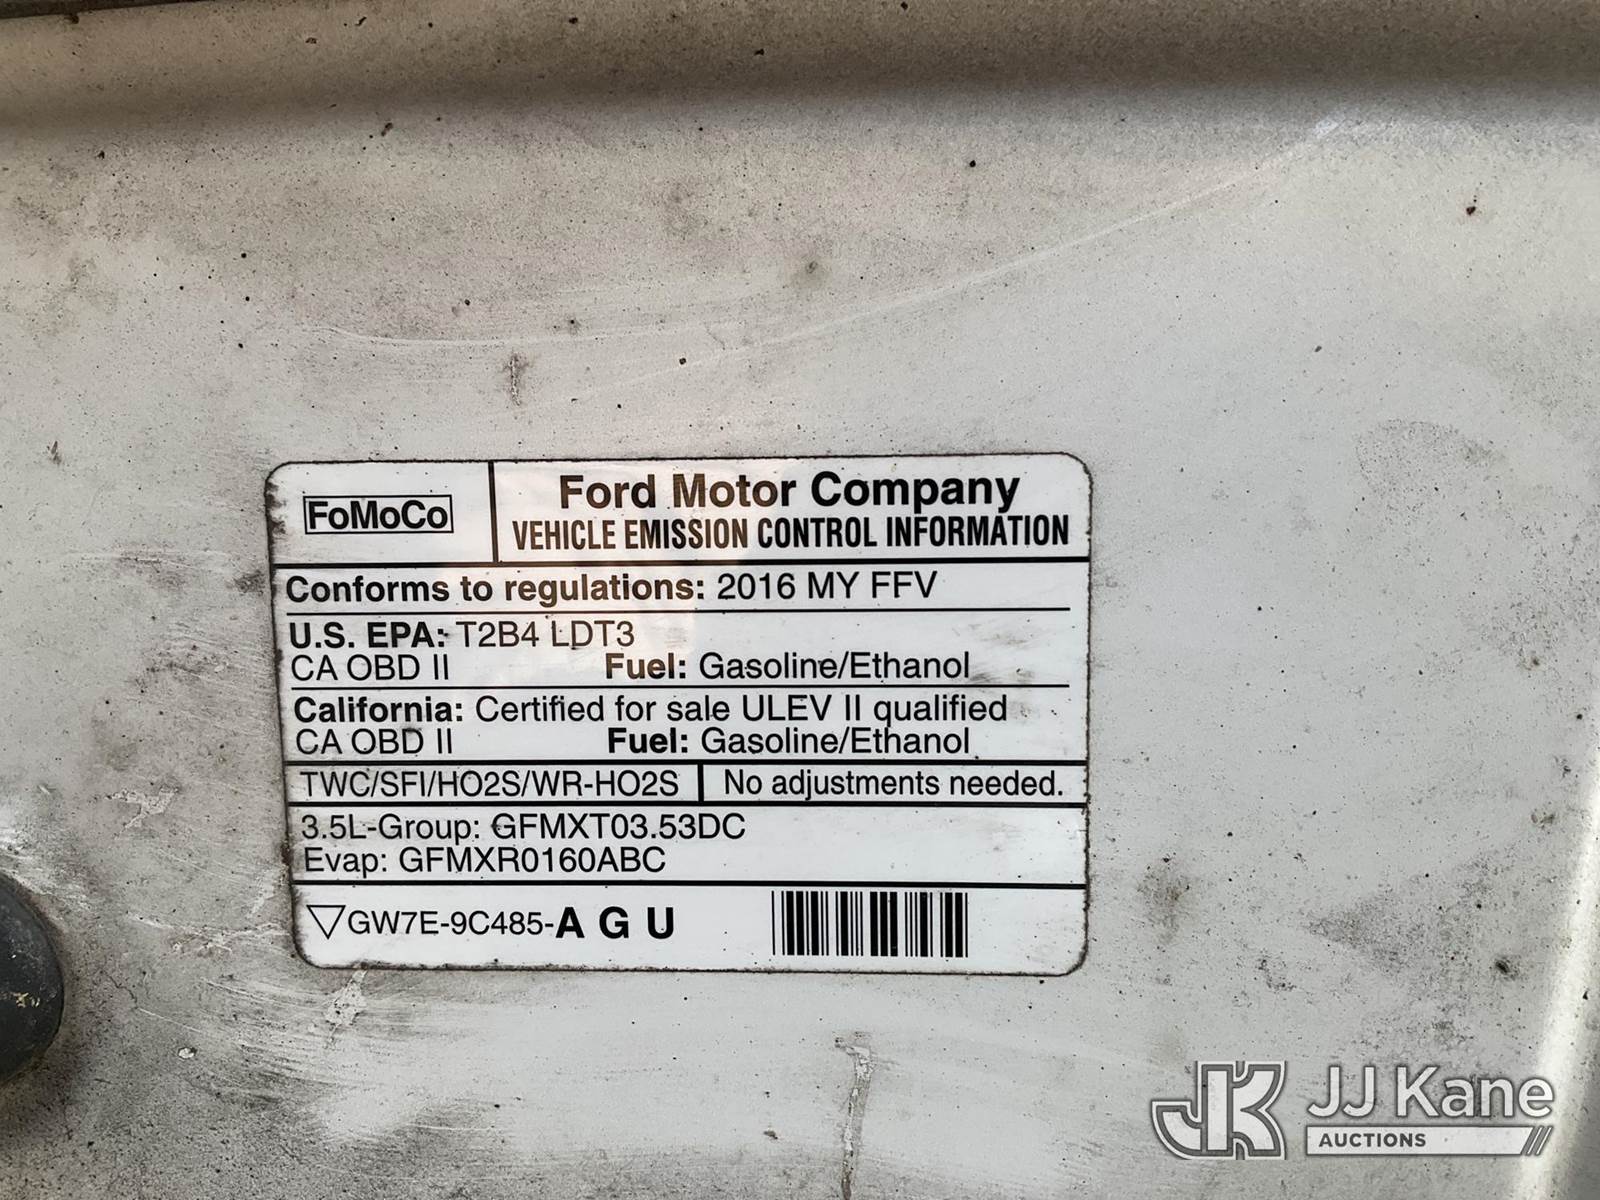 FoMoCo
Ford Motor Company
VEHICLE EMISSION CONTROL INFORMATION
Conforms to regulations: 2016 MY FFV
U.S. EPA: T2B4 LDT3
CA OBD II Fuel: Gasoline/Ethanol
California: Certified for sale ULEV II qualified
CA OBD II Fuel: Gasoline/Ethanol
TWC/SFI/HO2S/WR-HO2S No adjustments needed.
3.5L-Group: GFMXT03.53DC
Evap: GFMXR0160ABC
▽GW7E-9C485-A G U
JK JJ Kane
AUCTIONS